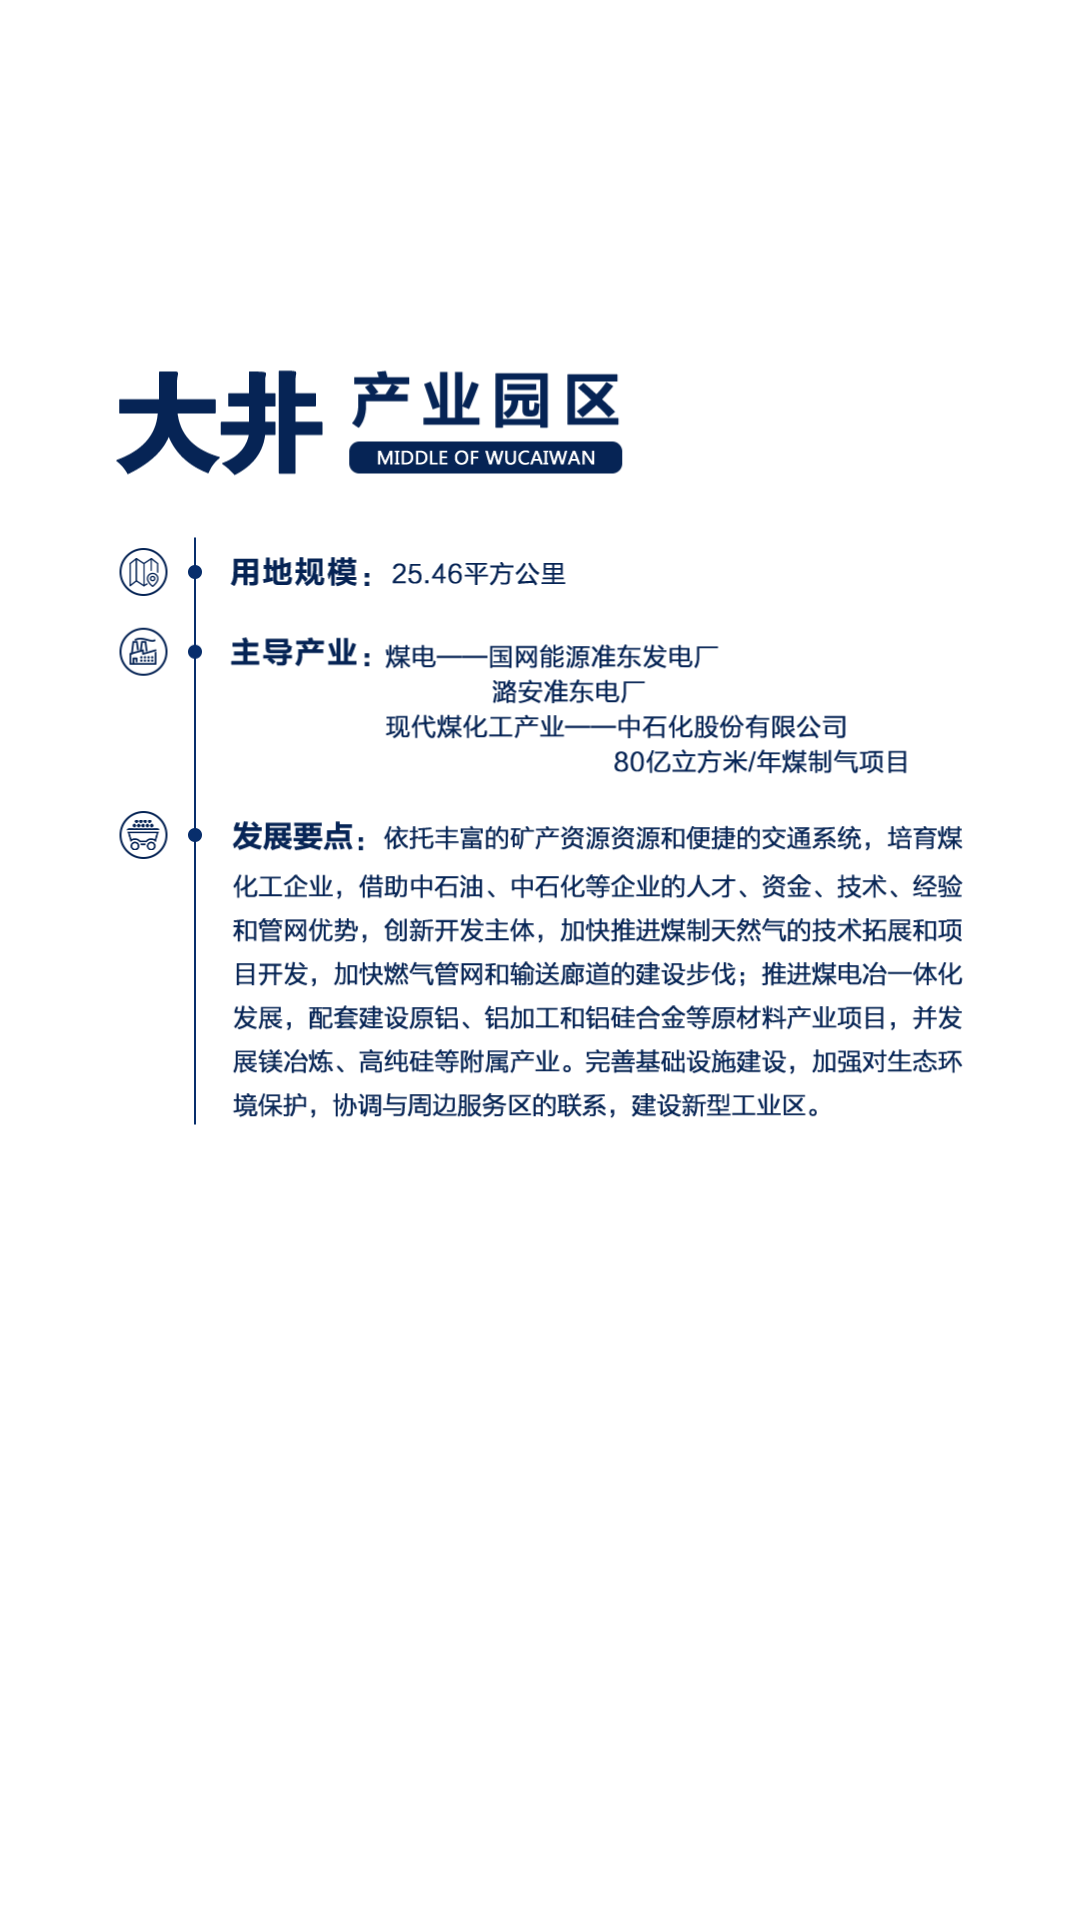 大井 产业园区
MIDDLE OF WUCAIWAN
用地规模：25.46平方公里
主导产业：煤电——国网能源准东发电厂
潞安准东电厂
现代煤化工产业——中石化股份有限公司
80亿立方米/年煤制气项目
发展要点：依托丰富的矿产资源资源和便捷的交通系统，培育煤
化工企业，借助中石油、中石化等企业的人才、资金、技术、经验
和管网优势，创新开发主体，加快推进煤制天然气的技术拓展和项
目开发，加快燃气管网和输送廊道的建设步伐；推进煤电冶一体化
发展，配套建设原铝、铝加工和铝硅合金等原材料产业项目，并发
展镁冶炼、高纯硅等附属产业。完善基础设施建设，加强对生态环
境保护，协调与周边服务区的联系，建设新型工业区。